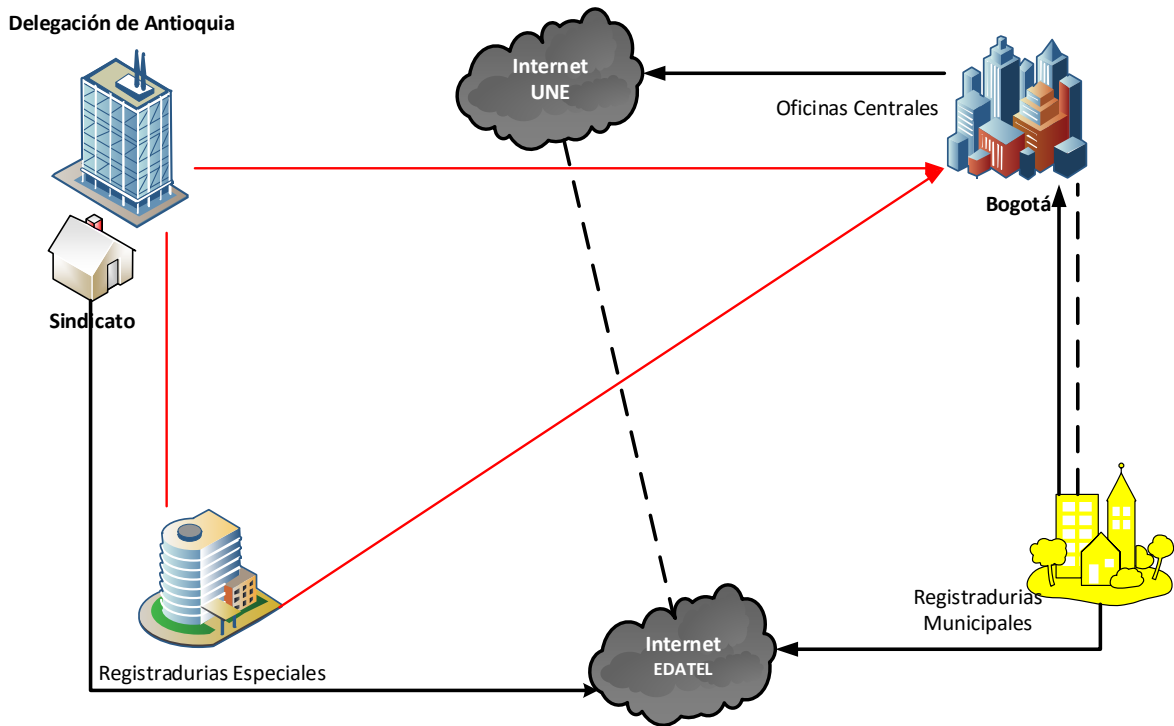 Delegación de Antioquia
Internet
UNE
Oficinas Centrales
Bogotá
Sindicato
Registradurias
Municipales
Internet
EDATEL
Registradurias Especiales